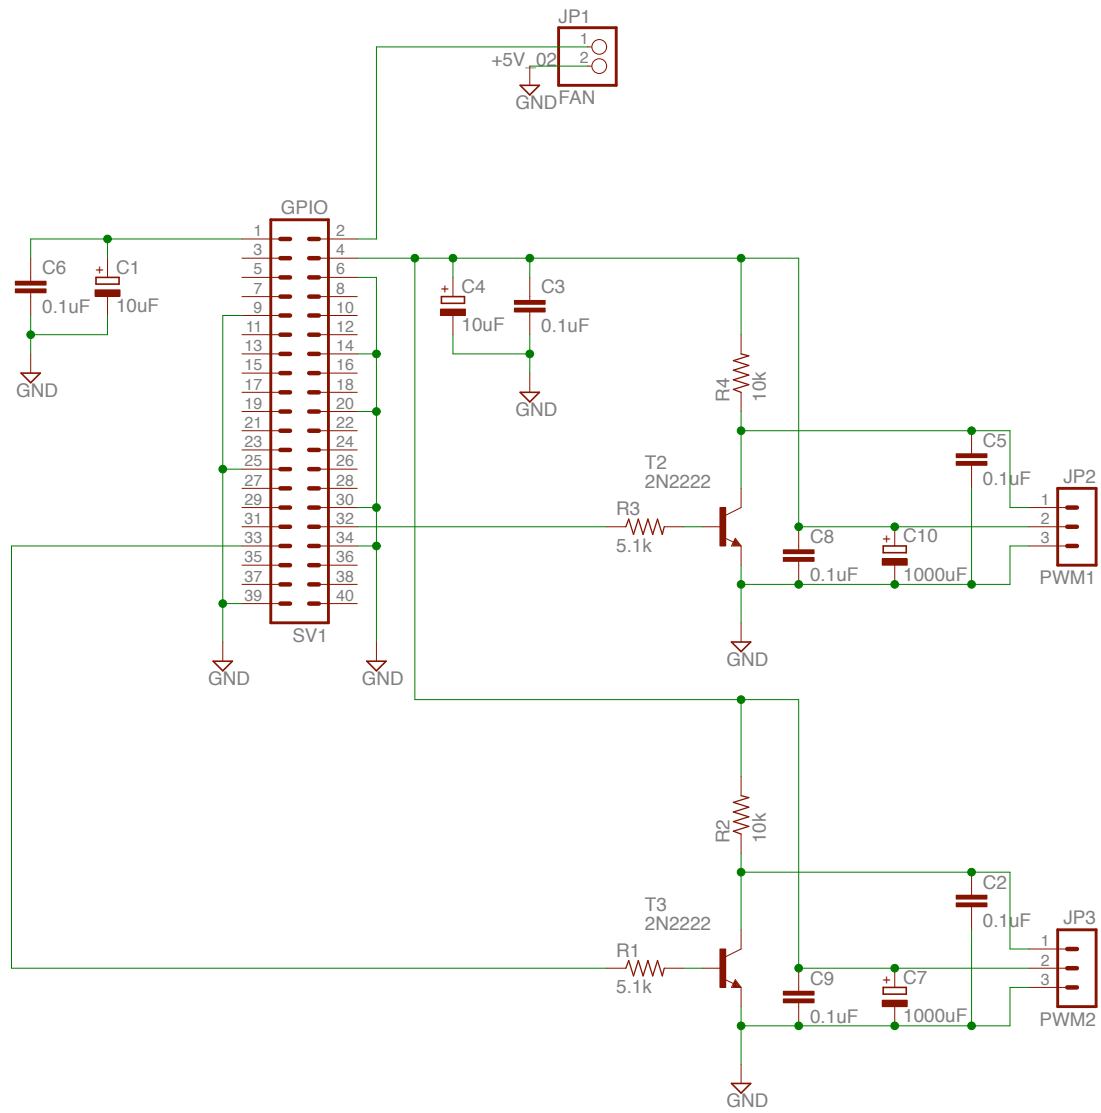 JP1
1
+5V_02 2
GND FAN
GPIO
1 2
3 4
5 6
7 8
9 10
11 12
13 14
15 16
17 18
19 20
21 22
23 24
25 26
27 28
29 30
31 32
33 34
35 36
37 38
39 40
SV1
C6
0.1uF
+ C1
10uF
GND
+ C4
10uF
C3
0.1uF
GND
GND
GND
R4
10k
T2
2N2222
R3
5.1k
C5
0.1uF
C8
0.1uF
+ C10
1000uF
JP2
1
2
3
PWM1
GND
R2
10k
T3
2N2222
R1
5.1k
C2
0.1uF
C9
0.1uF
+ C7
1000uF
JP3
1
2
3
PWM2
GND